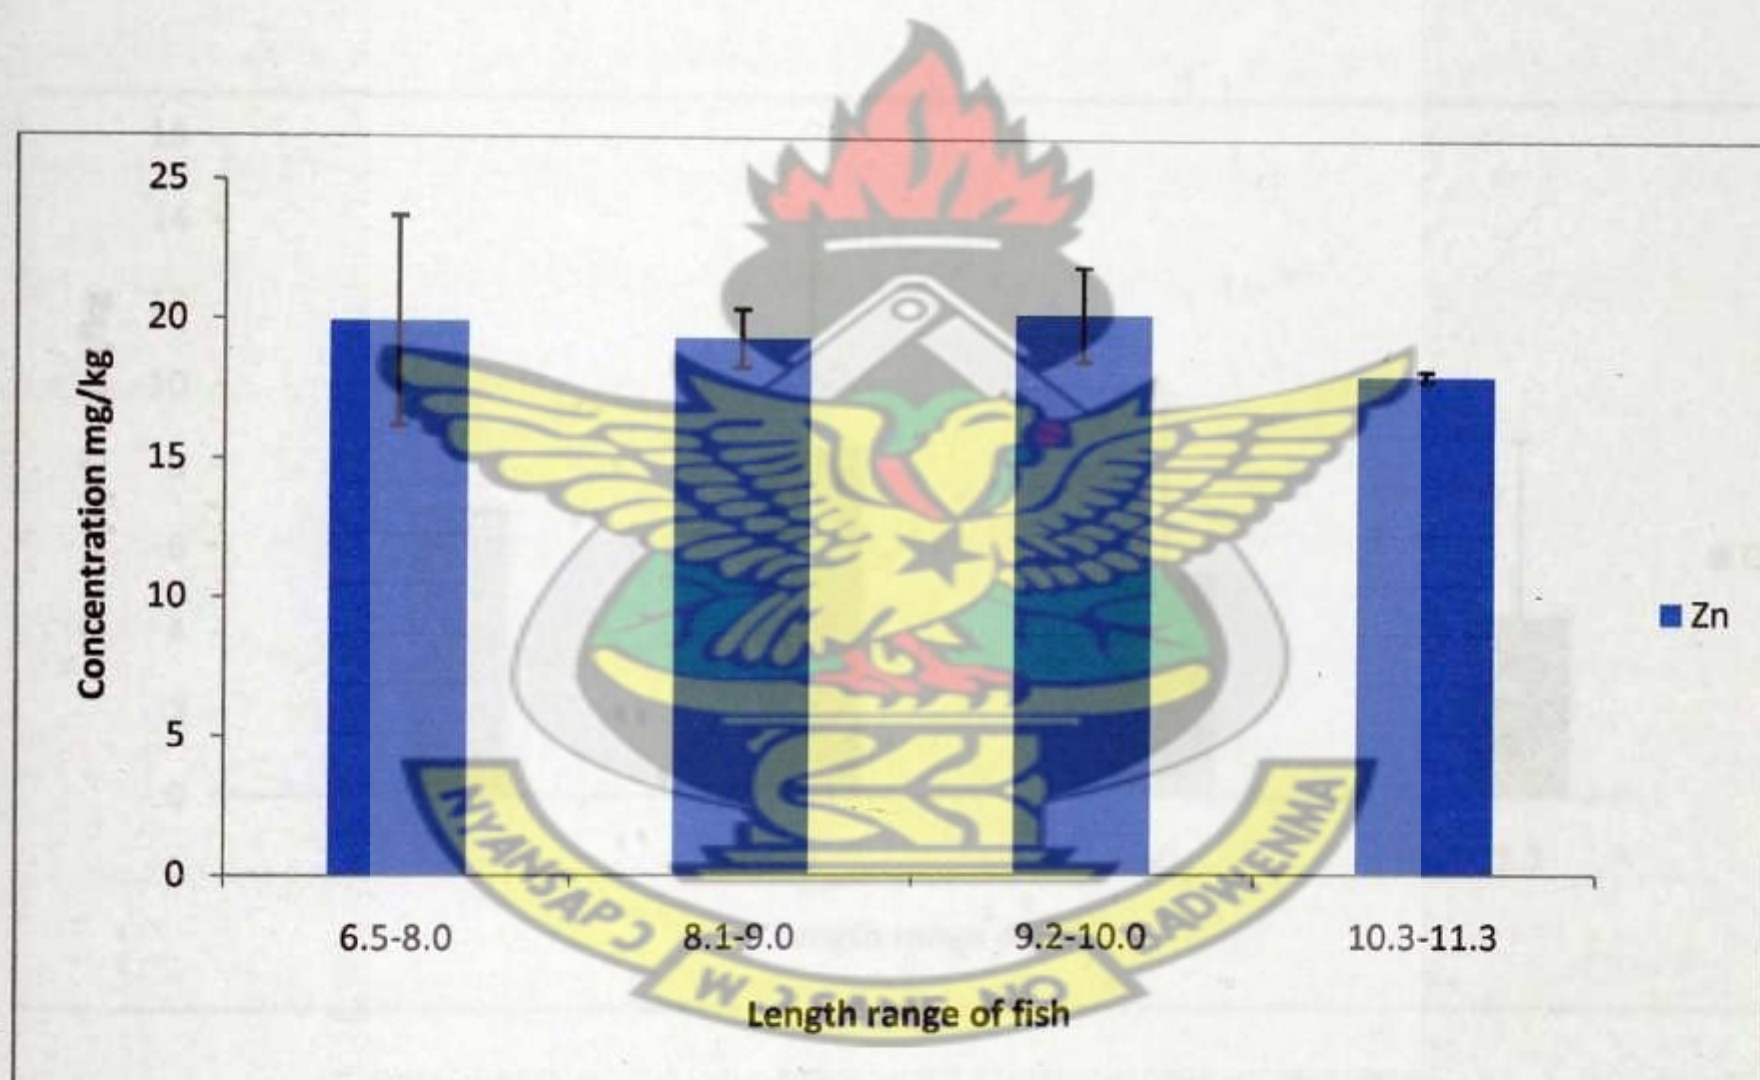 25
20
15
10
5
0
Concentration mg/kg
6.5-8.0
8.1-9.0
9.2-10.0
10.3-11.3
Length range of fish
Zn
NYANSAPƆ
BADWENMA